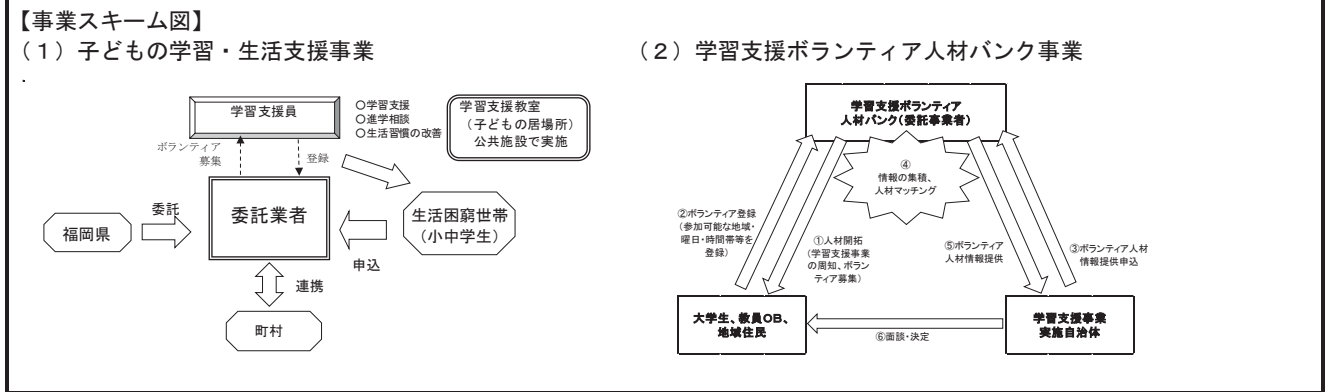 【事業スキーム図】
(1)子どもの学習・生活支援事業
学習支援員
○学習支援
○進学相談
○生活習慣の改善
学習支援教室
(子どもの居場所)
公共施設で実施
ボランティア
募集
登録
福岡県
委託
委託業者
申込
生活困窮世帯
(小中学生)
連携
町村
(2)学習支援ボランティア人材バンク事業
学習支援ボランティア
人材バンク(委託事業者)
④
情報の集積、
人材マッチング
②ボランティア登録
(参加可能な地域・
曜日・時間帯等を
登録)
①人材開拓
(学習支援事業
の周知、ボラン
ティア募集)
⑤ボランティア
人材情報提供
③ボランティア人材
情報提供申込
大学生、教員OB、
地域住民
⑥面談・決定
学習支援事業
実施自治体